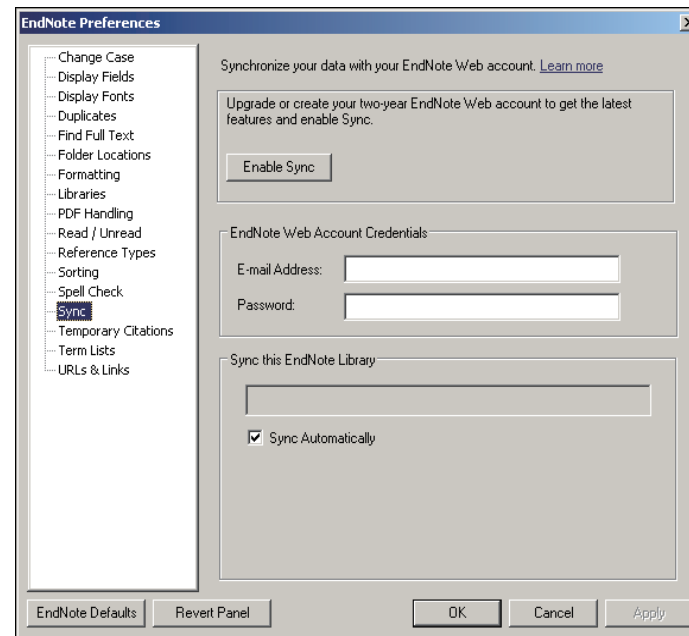 EndNote Preferences
Change Case
Display Fields
Display Fonts
Duplicates
Find Full Text
Folder Locations
Formatting
Libraries
PDF Handling
Read / Unread
Reference Types
Sorting
Spell Check
Sync
Temporary Citations
Term Lists
URLs & Links
Synchronize your data with your EndNote Web account. Learn more
Upgrade or create your two-year EndNote Web account to get the latest
features and enable Sync.
Enable Sync
EndNote Web Account Credentials
E-mail Address:
Password:
Sync this EndNote Library
Sync Automatically
EndNote Defaults
Revert Panel
OK
Cancel
Apply